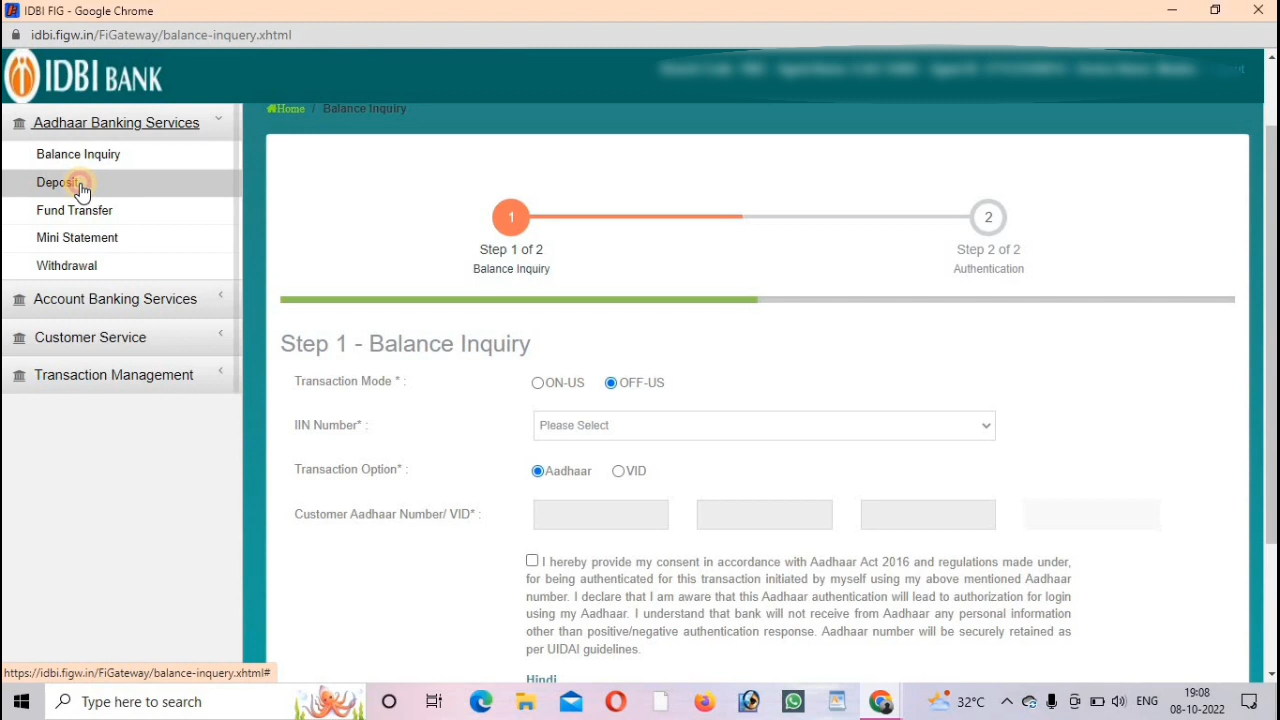 IDBI FIG - Google Chrome
idbi.figw.in/FiGateway/balance-inquery.xhtml
IDBI BANK
Home / Balance Inquiry
Aadhaar Banking Services
Balance Inquiry
Deposit
Fund Transfer
Mini Statement
Withdrawal
Account Banking Services
Customer Service
Transaction Management
1
2
Step 1 of 2
Step 2 of 2
Balance Inquiry
Authentication
Step 1 - Balance Inquiry
Transaction Mode * :
ON-US OFF-US
IIN Number* :
Please Select
Transaction Option* :
Aadhaar VID
Customer Aadhaar Number/ VID* :
I hereby provide my consent in accordance with Aadhaar Act 2016 and regulations made under,
for being authenticated for this transaction initiated by myself using my above mentioned Aadhaar
number. I declare that I am aware that this Aadhaar authentication will lead to authorization for login
using my Aadhaar. I understand that bank will not receive from Aadhaar any personal information
other than positive/negative authentication response. Aadhaar number will be securely retained as
per UIDAI guidelines.
Hindi
https://idbi.figw.in/FiGateway/balance-inquery.xhtml#
Type here to search
32°C
ENG
19:08
08-10-2022